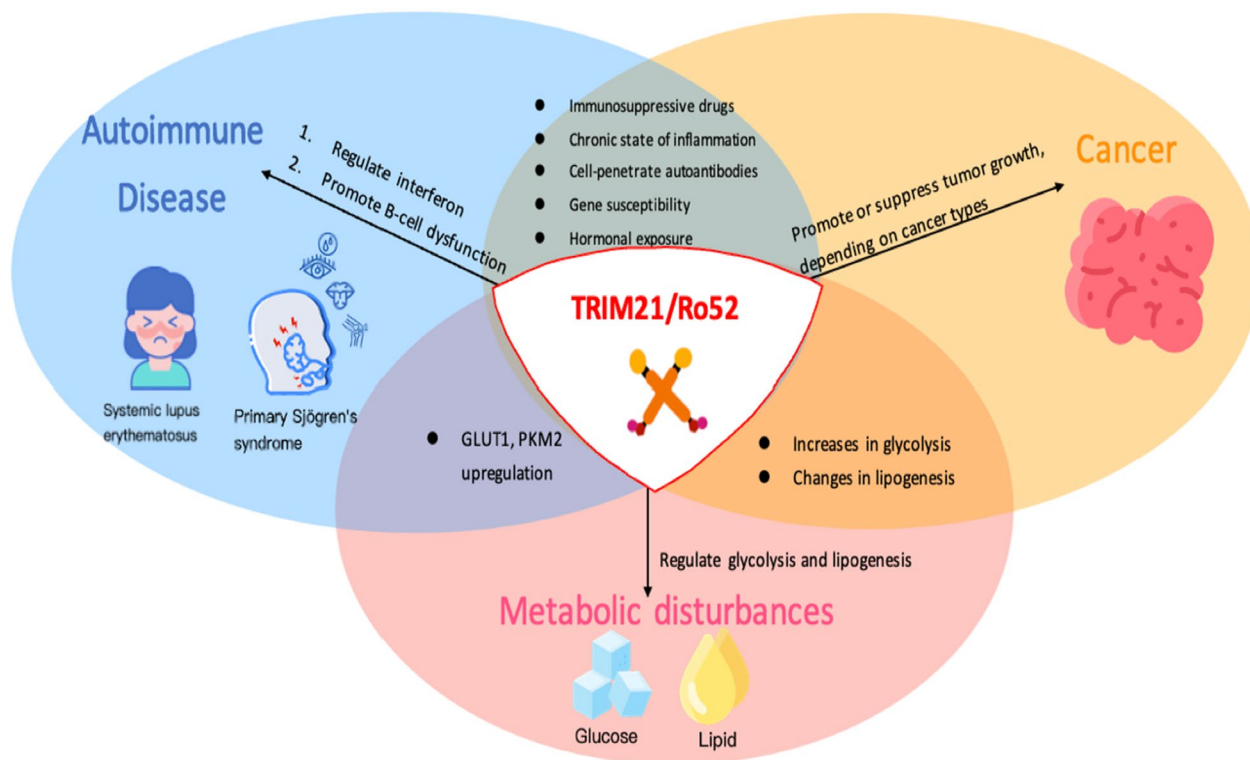 Autoimmune
Disease
1. Regulate interferon
2. Promote B-cell dysfunction
Systemic lupus
erythematosus
Primary Sjögren's
syndrome
● Immunosuppressive drugs
● Chronic state of inflammation
● Cell-penetrate autoantibodies
● Gene susceptibility
● Hormonal exposure
Cancer
Promote or suppress tumor growth,
depending on cancer types
TRIM21/Ro52
● GLUT1, PKM2
upregulation
● Increases in glycolysis
● Changes in lipogenesis
Regulate glycolysis and lipogenesis
Metabolic disturbances
Glucose
Lipid